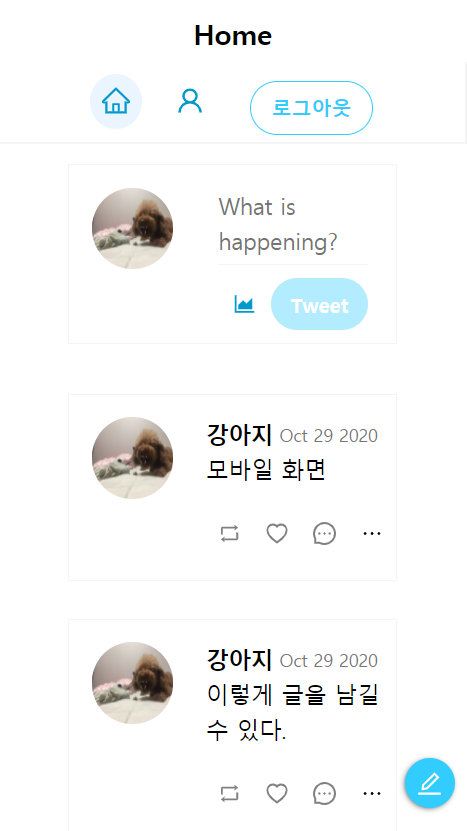 Home
로그아웃
What is
happening?
Tweet
강아지 Oct 29 2020
모바일 화면
강아지 Oct 29 2020
이렇게 글을 남길
수 있다.